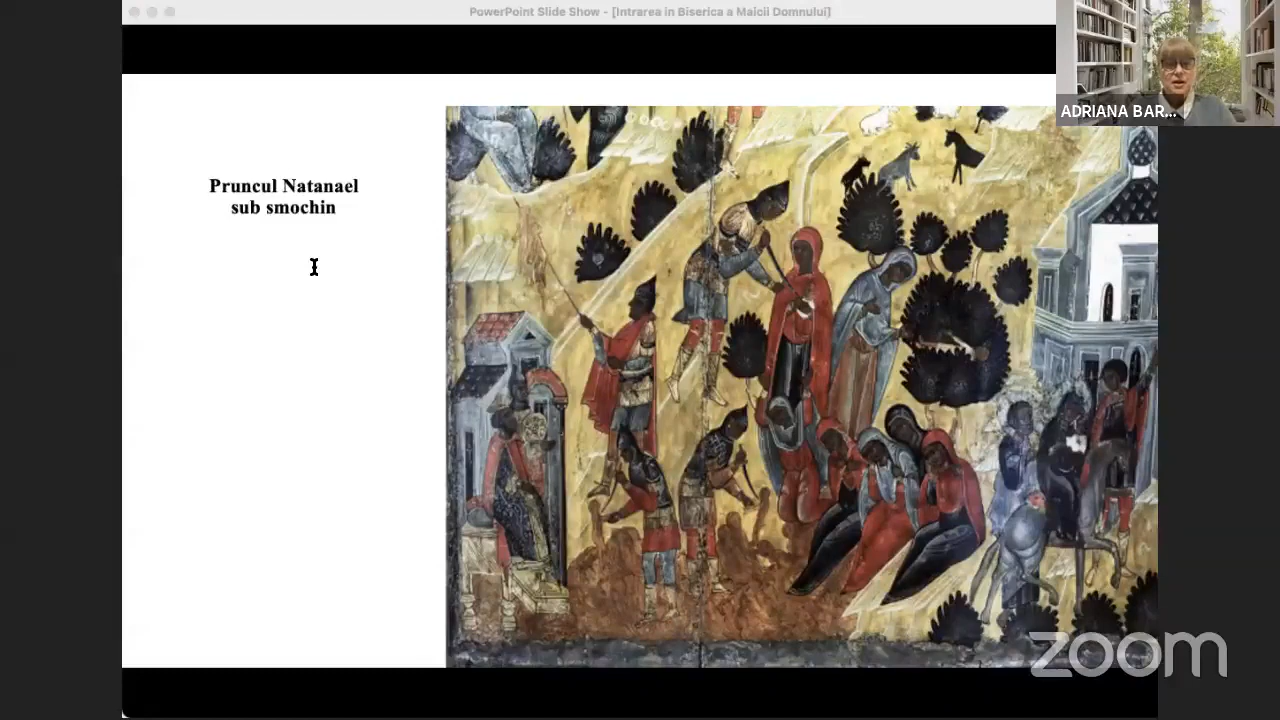 PowerPoint Slide Show - [Intrarea in Biserica a Maicii Domnului]
ADRIANA BAR...
Pruncul Natanael
sub smochin
zoom